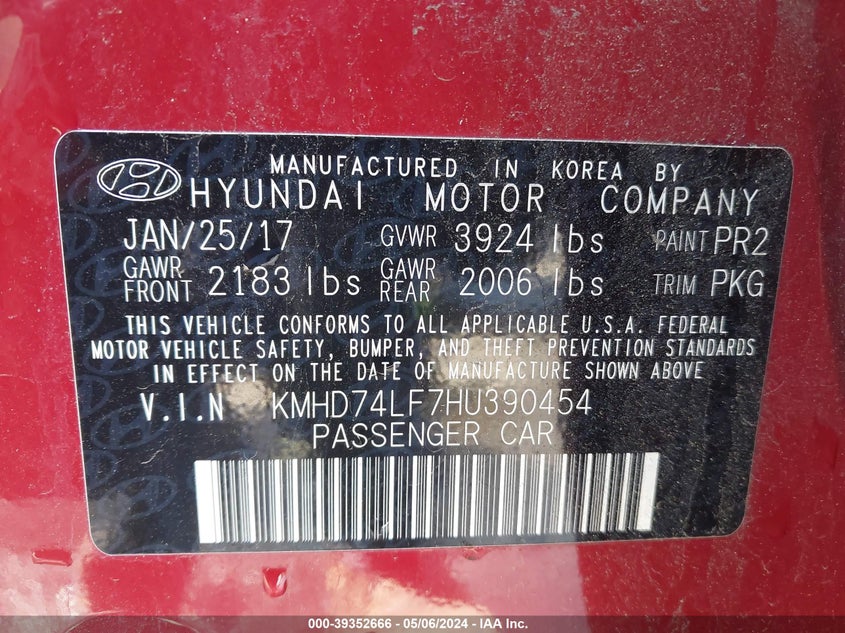 MANUFACTURED IN KOREA BY
HYUNDAI MOTOR COMPANY
JAN/25/17 GVWR 3924 lbs PAINT PR2
GAWR FRONT 2183 lbs GAWR REAR 2006 lbs TRIM PKG
THIS VEHICLE CONFORMS TO ALL APPLICABLE U.S.A. FEDERAL
MOTOR VEHICLE SAFETY, BUMPER, AND THEFT PREVENTION STANDARDS
IN EFFECT ON THE DATE OF MANUFACTURE SHOWN ABOVE.
V.I.N KMHD74LF7HU390454
PASSENGER CAR
000-39352666 - 05/06/2024 - IAA Inc.